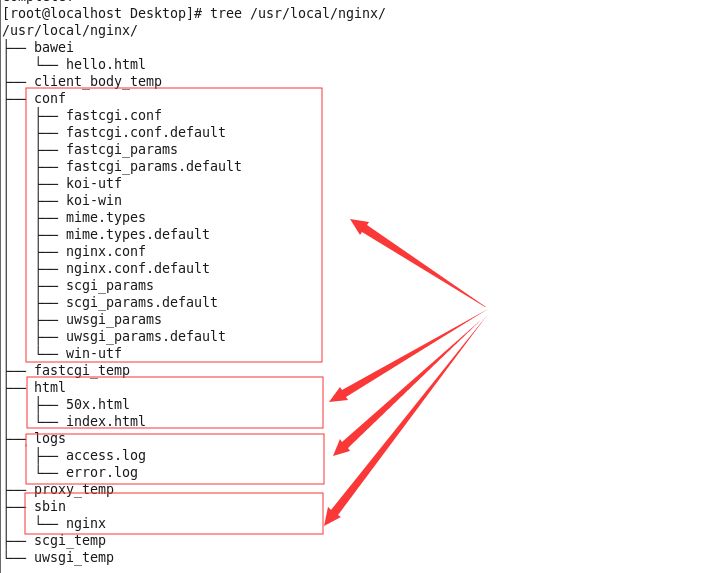 [root@localhost Desktop]# tree /usr/local/nginx/
/usr/local/nginx/
├── bawei
│   └── hello.html
├── client_body_temp
├── conf
│   ├── fastcgi.conf
│   ├── fastcgi.conf.default
│   ├── fastcgi_params
│   ├── fastcgi_params.default
│   ├── koi-utf
│   ├── koi-win
│   ├── mime.types
│   ├── mime.types.default
│   ├── nginx.conf
│   ├── nginx.conf.default
│   ├── scgi_params
│   ├── scgi_params.default
│   ├── uwsgi_params
│   ├── uwsgi_params.default
│   └── win-utf
├── fastcgi_temp
├── html
│   ├── 50x.html
│   └── index.html
├── logs
│   ├── access.log
│   └── error.log
├── proxy_temp
├── sbin
│   └── nginx
├── scgi_temp
└── uwsgi_temp